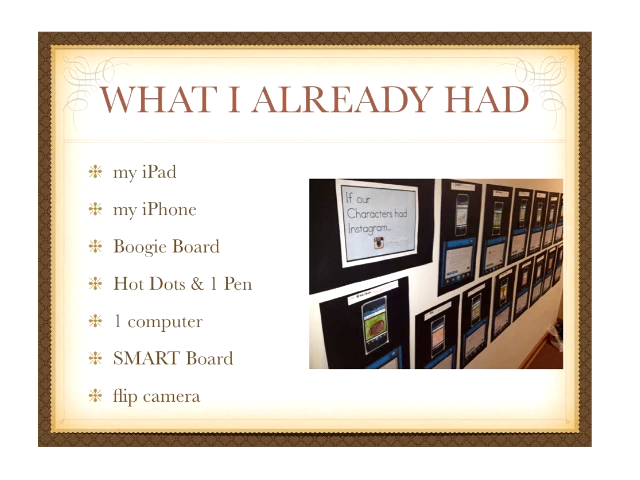 WHAT I ALREADY HAD
my iPad
my iPhone
Boogie Board
Hot Dots & 1 Pen
1 computer
SMART Board
flip camera
If our
Characters had
Instagram...